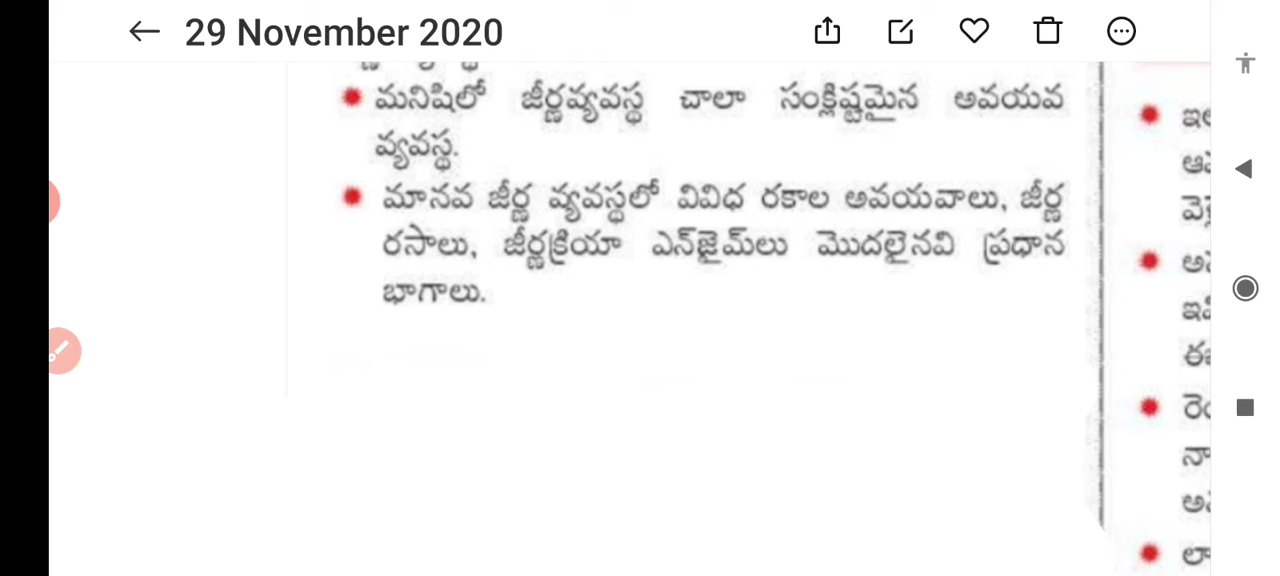 29 November 2020
మనిషిలో జీర్ణవ్యవస్థ చాలా సంక్లిష్టమైన అవయవ
వ్యవస్థ.
మానవ జీర్ణ వ్యవస్థలో వివిధ రకాల అవయవాలు, జీర్ణ
రసాలు, జీర్ణక్రియా ఎన్‌జైమ్‌లు మొదలైనవి ప్రధాన
భాగాలు.